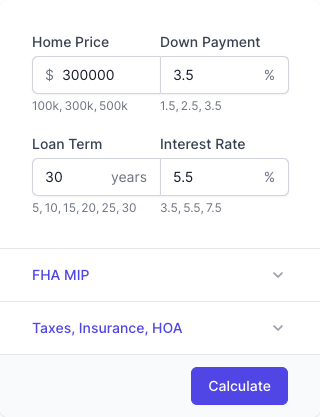 Home Price Down Payment
$ 300000 3.5 %
100k, 300k, 500k 1.5, 2.5, 3.5
Loan Term Interest Rate
30 years 5.5 %
5, 10, 15, 20, 25, 30 3.5, 5.5, 7.5
FHA MIP
Taxes, Insurance, HOA
Calculate